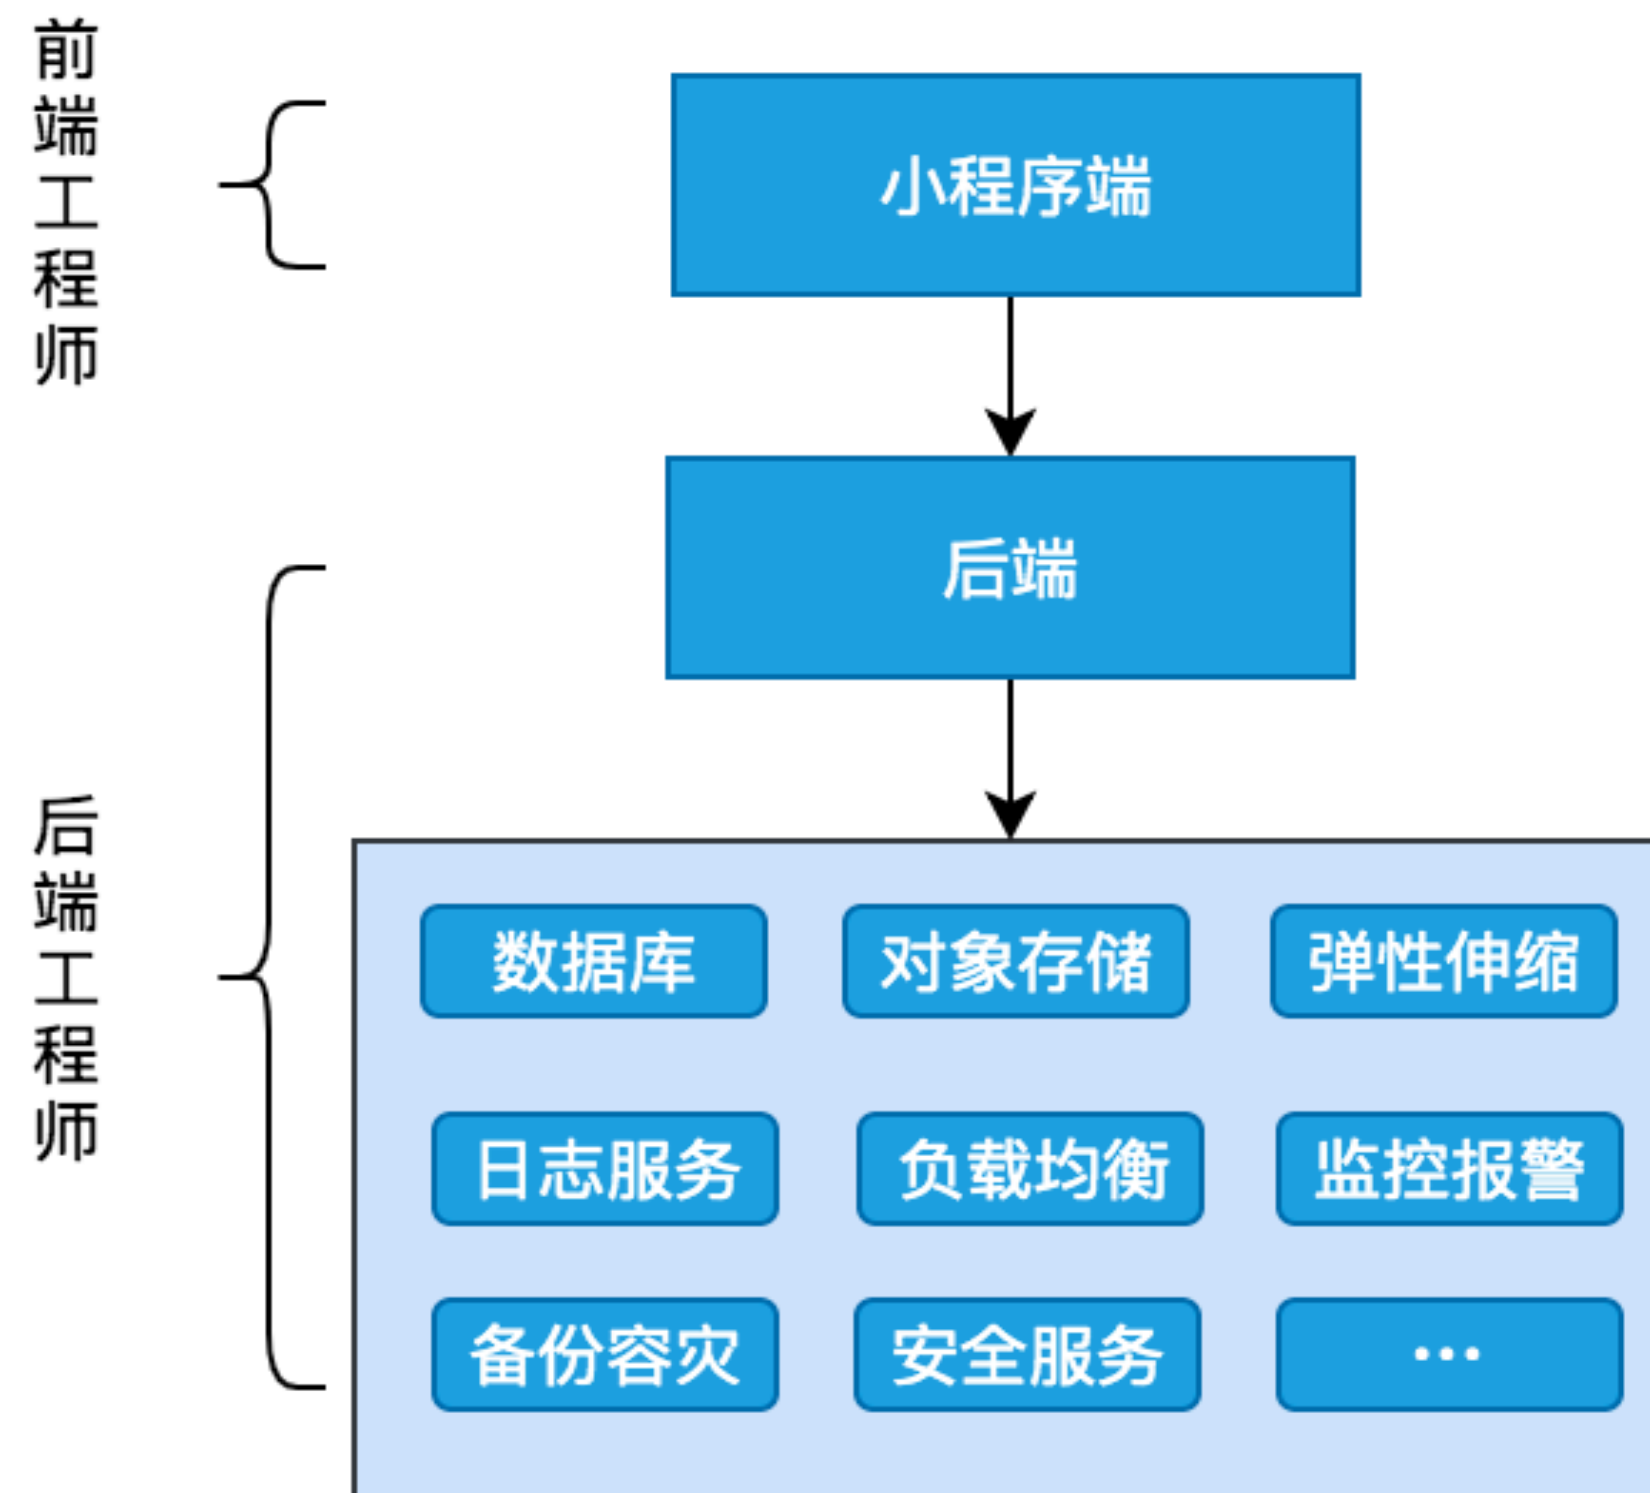 前端工程师
小程序端
后端
后端工程师
数据库
对象存储
弹性伸缩
日志服务
负载均衡
监控报警
备份容灾
安全服务
...